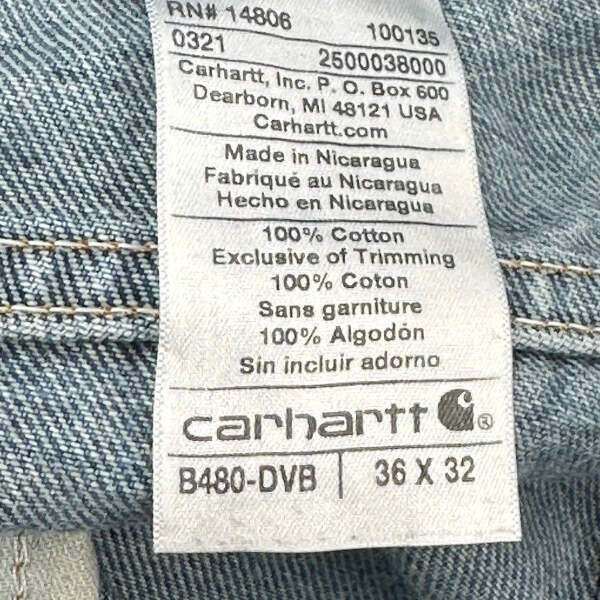 RN# 14806 100135
0321 2500038000
Carhartt, Inc. P. O. Box 600
Dearborn, MI 48121 USA
Carhartt.com
Made in Nicaragua
Fabriqué au Nicaragua
Hecho en Nicaragua
100% Cotton
Exclusive of Trimming
100% Coton
Sans garniture
100% Algodón
Sin incluir adorno
carhartt ®
B480-DVB | 36 X 32